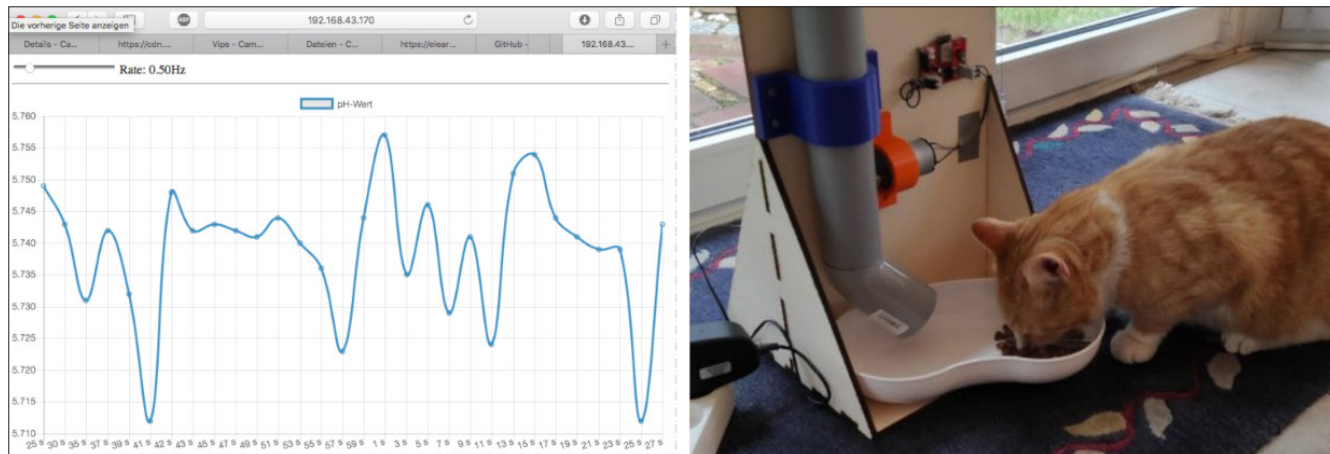 Die vorherige Seite anzeigen
ABP
192.168.43.170
Details - Ca... https://cdn.... Vips - Cam... Dateien - C... https://elear... GitHub - 192.168.43.... +
Rate: 0.50Hz
pH-Wert
5.760
5.755
5.750
5.745
5.740
5.735
5.730
5.725
5.720
5.715
5.710
25 s 30 s 35 s 37 s 39 s 41 s 42 s 43 s 45 s 47 s 49 s 51 s 53 s 55 s 57 s 59 s 1 s 3 s 5 s 7 s 9 s 11 s 13 s 15 s 17 s 19 s 21 s 23 s 25 s 27 s